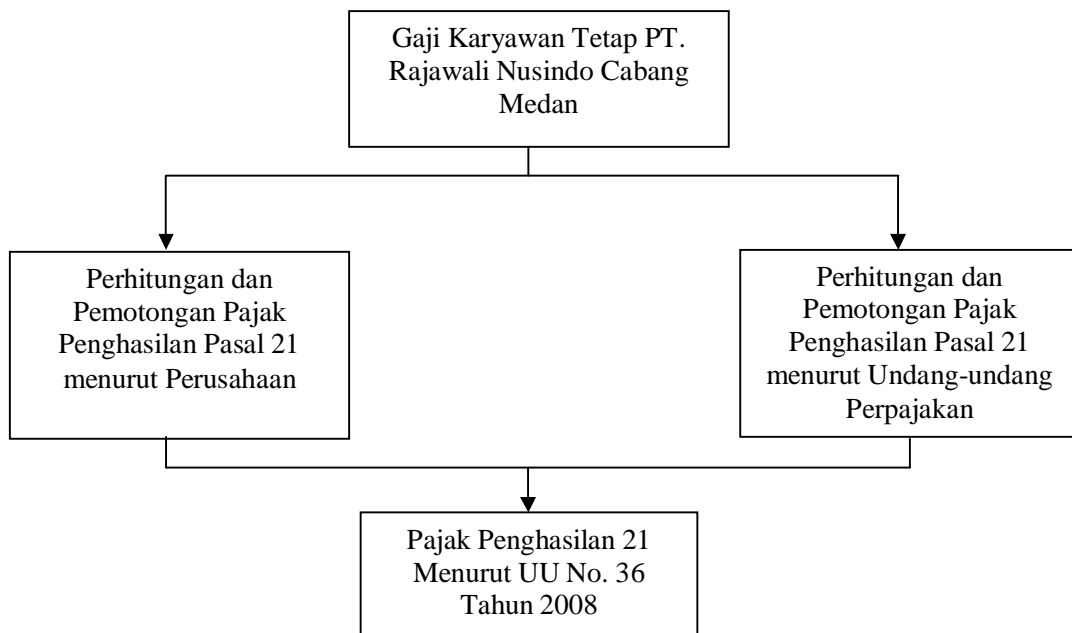 Gaji Karyawan Tetap PT.
Rajawali Nusindo Cabang
Medan
Perhitungan dan
Pemotongan Pajak
Penghasilan Pasal 21
menurut Perusahaan
Perhitungan dan
Pemotongan Pajak
Penghasilan Pasal 21
menurut Undang-undang
Perpajakan
Pajak Penghasilan 21
Menurut UU No. 36
Tahun 2008